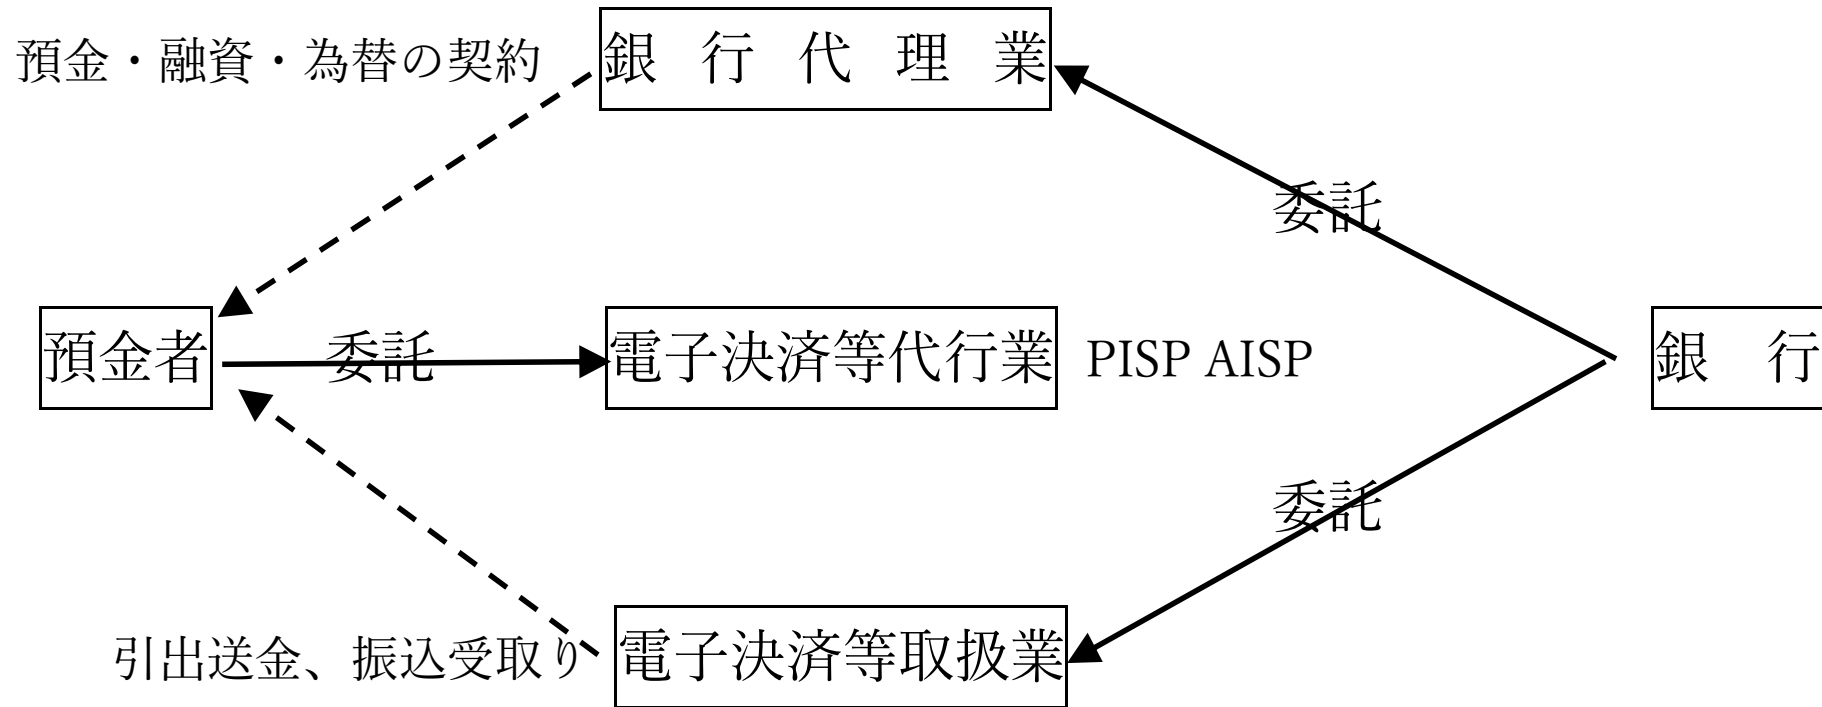 預金・融資・為替の契約
銀行代理業
委託
預金者
委託
電子決済等代行業
PISP AISP
銀行
委託
引出送金、振込受取り
電子決済等取扱業